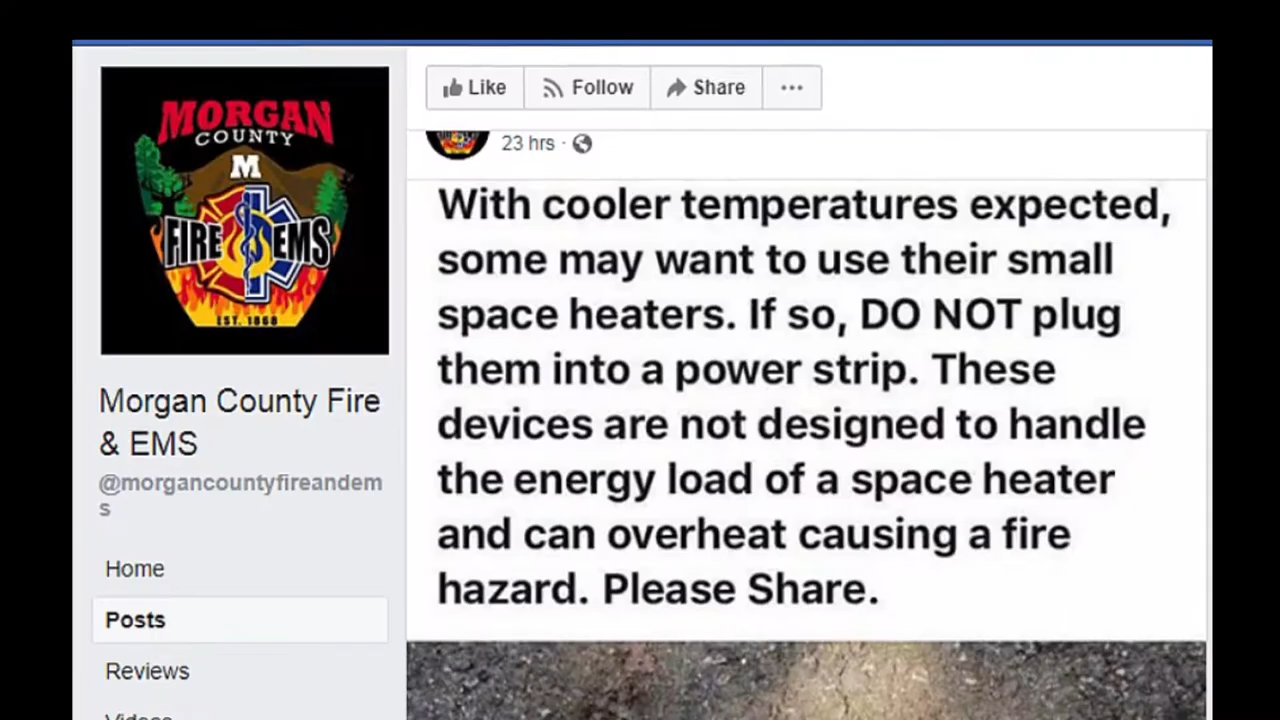 MORGAN
COUNTY
M
FIRE EMS
EST. 1868
Morgan County Fire
& EMS
@morgancountyfireandem
s
Home
Posts
Reviews
Videos
Like Follow Share ...
23 hrs ·
With cooler temperatures expected,
some may want to use their small
space heaters. If so, DO NOT plug
them into a power strip. These
devices are not designed to handle
the energy load of a space heater
and can overheat causing a fire
hazard. Please Share.